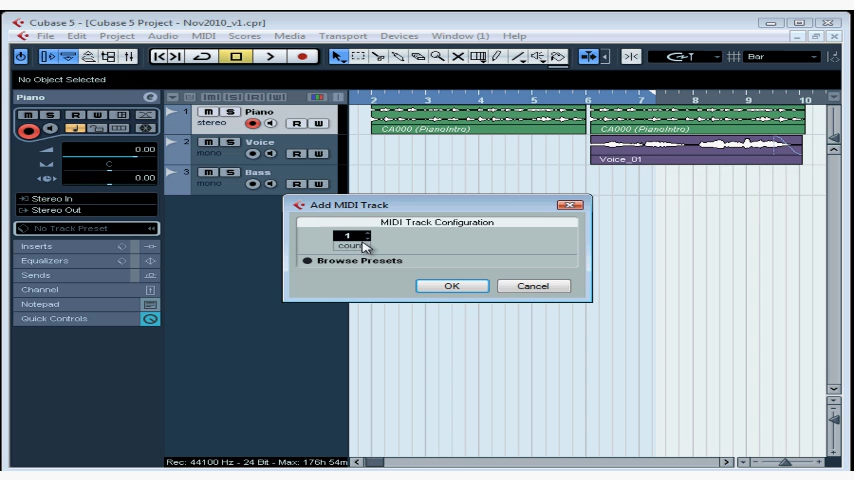 Cubase 5 - [Cubase 5 Project - Nov2010_v1.cpr]
File Edit Project Audio MIDI Scores Media Transport Devices Window (1) Help
Bar
No Object Selected
Piano
2 3 4 5 6 7 8 9 10
1 m S Piano
stereo R W
CA000 (PianoIntro) CA000 (PianoIntro)
0.00
C
0.00
2 m S Voice
mono R W
Voice_01
3 m S Bass
mono R W
Stereo In
Stereo Out
No Track Preset
Inserts
Equalizers
Sends
Channel
Notepad
Quick Controls
Add MIDI Track
MIDI Track Configuration
1
coun
Browse Presets
OK Cancel
Rec: 44100 Hz - 24 Bit - Max: 176h 54m